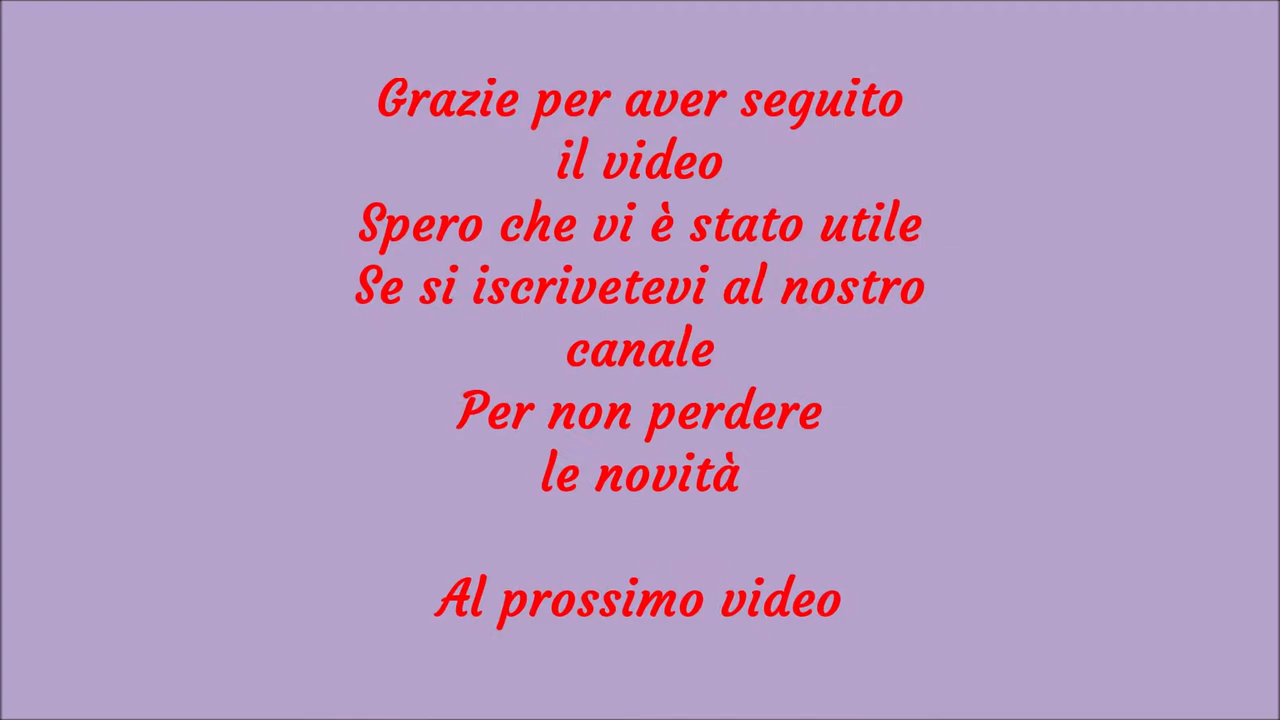 Grazie per aver seguito
il video
Spero che vi è stato utile
Se si iscrivetevi al nostro
canale
Per non perdere
le novità
Al prossimo video